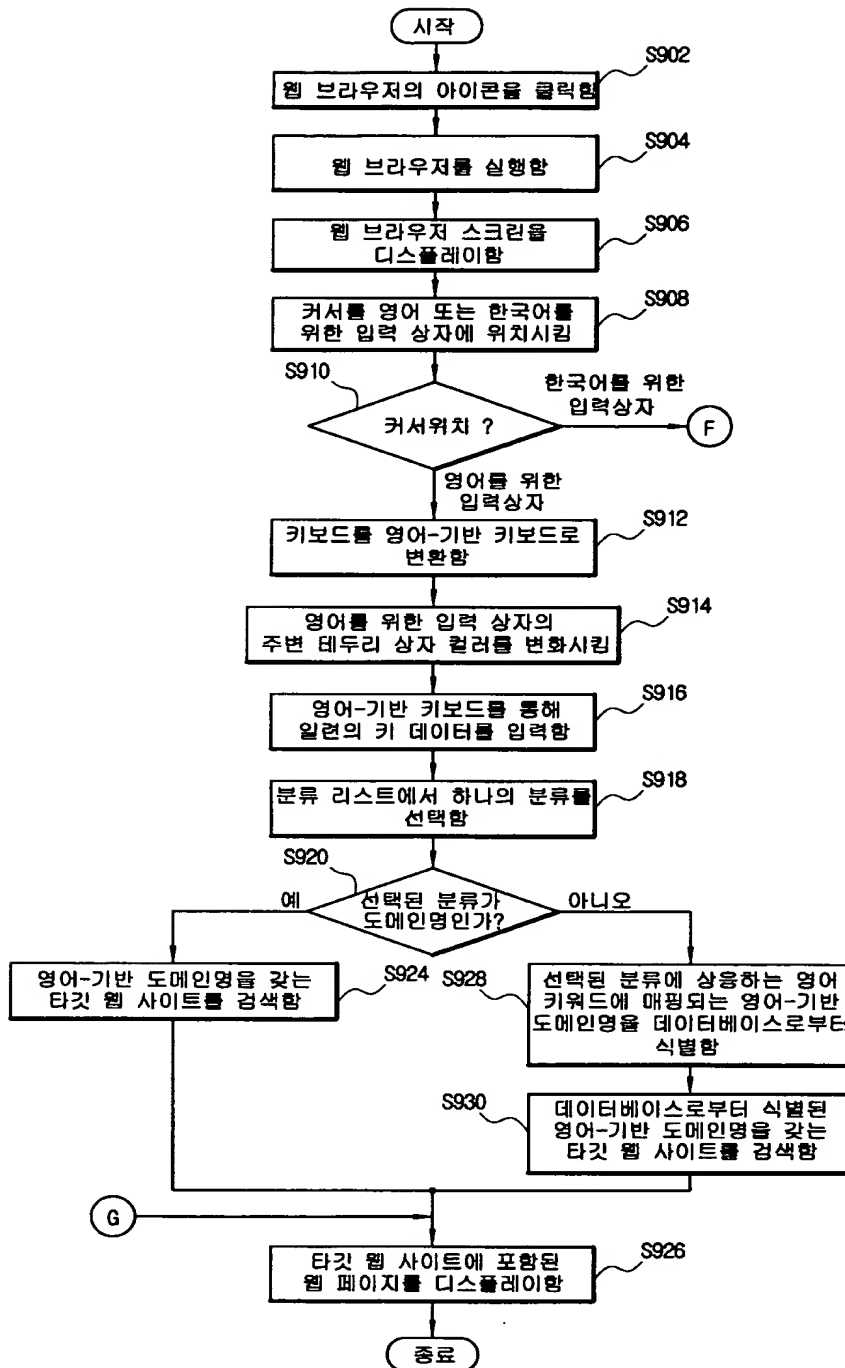 시작
S902
웹 브라우저의 아이콘을 클릭함
S904
웹 브라우저를 실행함
S906
웹 브라우저 스크린을
디스플레이함
S908
커서를 영어 또는 한국어를
위한 입력 상자에 위치시킴
S910
커서위치 ?
한국어를 위한
입력상자
F
영어를 위한
입력상자
S912
키보드를 영어-기반 키보드로
변환함
S914
영어를 위한 입력 상자의
주변 테두리 상자 컬러를 변화시킴
S916
영어-기반 키보드를 통해
일련의 키 데이터를 입력함
S918
분류 리스트에서 하나의 분류를
선택함
S920
예
선택된 분류가
도메인명인가?
아니오
영어-기반 도메인명을 갖는
타깃 웹 사이트를 검색함
S924
S928
선택된 분류에 상응하는 영어
키워드에 매핑되는 영어-기반
도메인명을 데이터베이스로부터
식별함
S930
데이터베이스로부터 식별된
영어-기반 도메인명을 갖는
타깃 웹 사이트를 검색함
G
S926
타깃 웹 사이트에 포함된
웹 페이지를 디스플레이함
종료